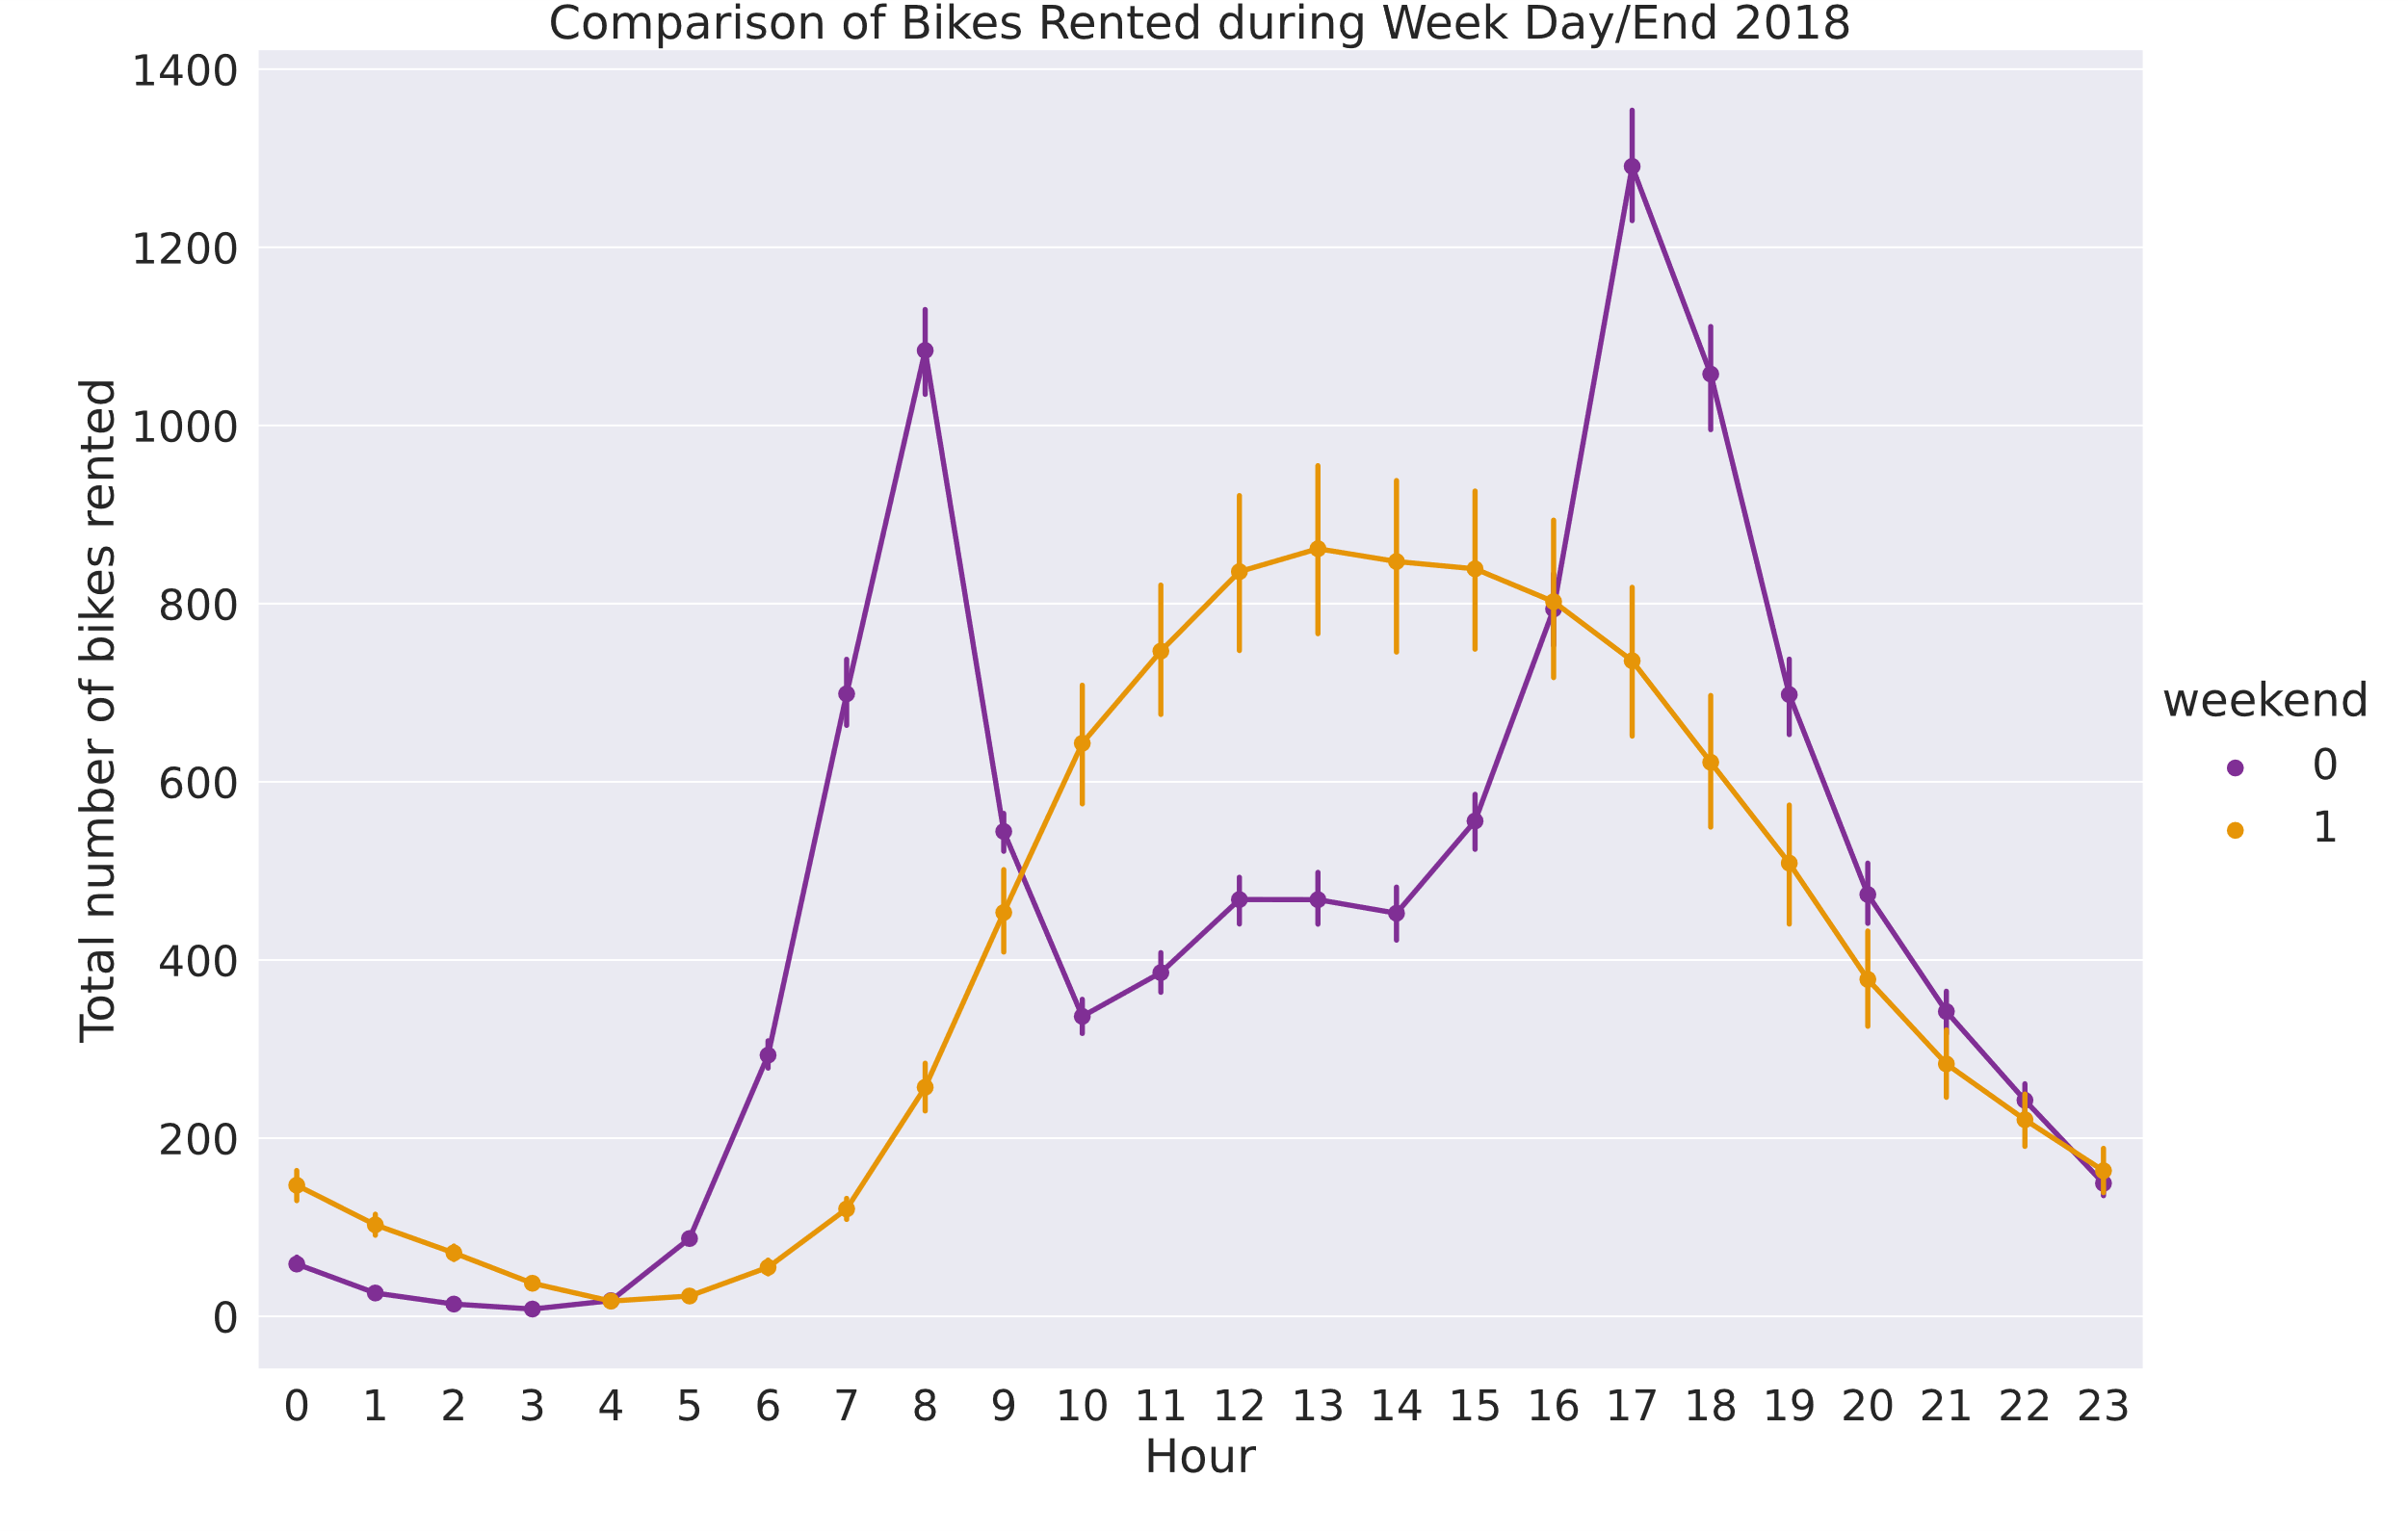 Comparison of Bikes Rented during Week Day/End 2018
Total number of bikes rented
1400
1200
1000
800
600
400
200
0
0 1 2 3 4 5 6 7 8 9 10 11 12 13 14 15 16 17 18 19 20 21 22 23
Hour
weekend
0
1